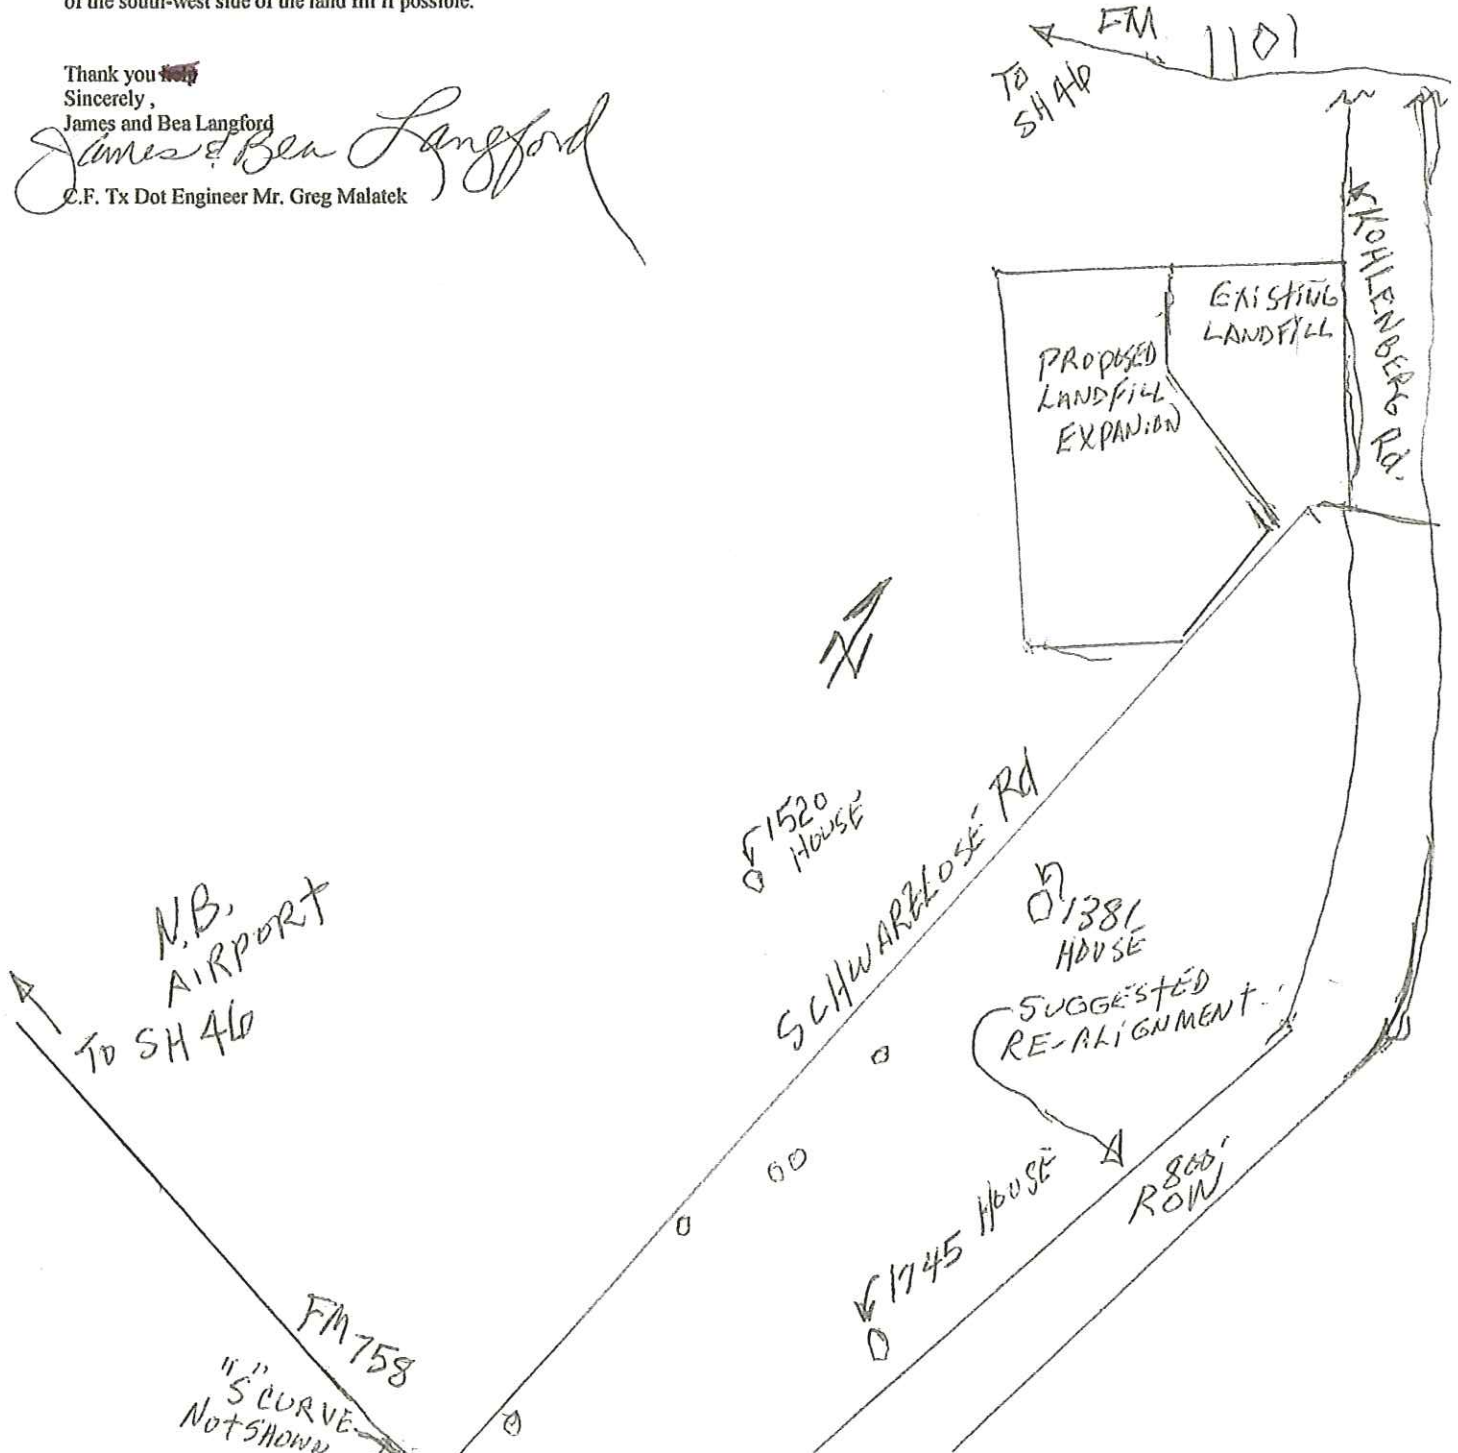 of the south-west side of the land fill if possible.
Thank you
Sincerely ,
James and Bea Langford
James & Bea Langford
C.F. Tx Dot Engineer Mr. Greg Malatek
FM 1101
TO
SH 46
KOHLENBERG Rd.
EXISTING
LANDFILL
PROPOSED
LANDFILL
EXPANION
N
1520
HOUSE
SCHWARZLOSE Rd
1381
HOUSE
SUGGESTED
RE-ALIGNMENT
N.B.
AIRPORT
TO SH 46
800'
ROW
1745 HOUSE
FM 758
"S" CURVE
NOT SHOWN